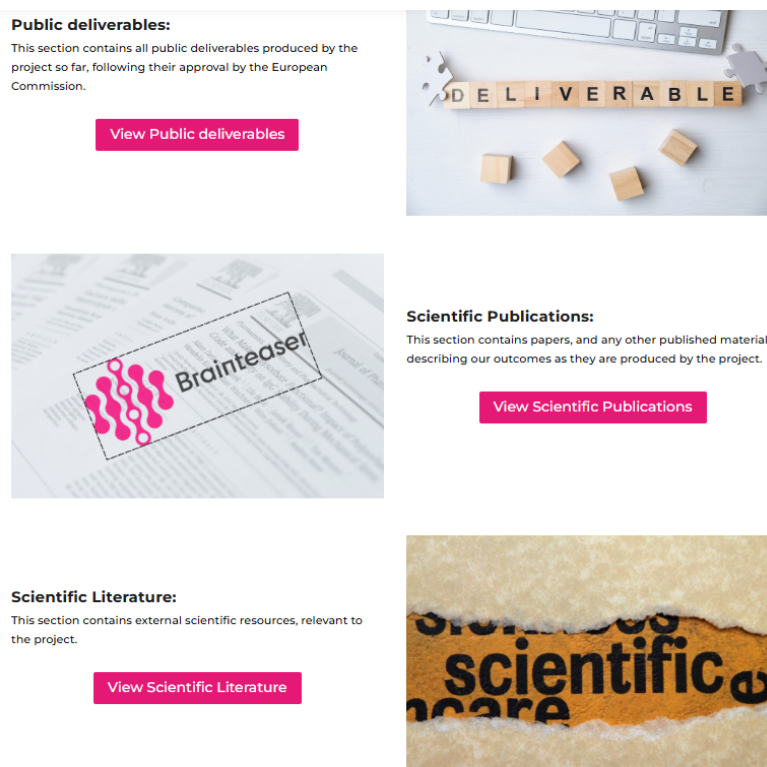 Public deliverables:
This section contains all public deliverables produced by the
project so far, following their approval by the European
Commission.
View Public deliverables
DELIVERABLE
Brainteaser
Journal of
Scientific Publications:
This section contains papers, and any other published material
describing our outcomes as they are produced by the project.
View Scientific Publications
Scientific Literature:
This section contains external scientific resources, relevant to
the project.
View Scientific Literature
scientific
care